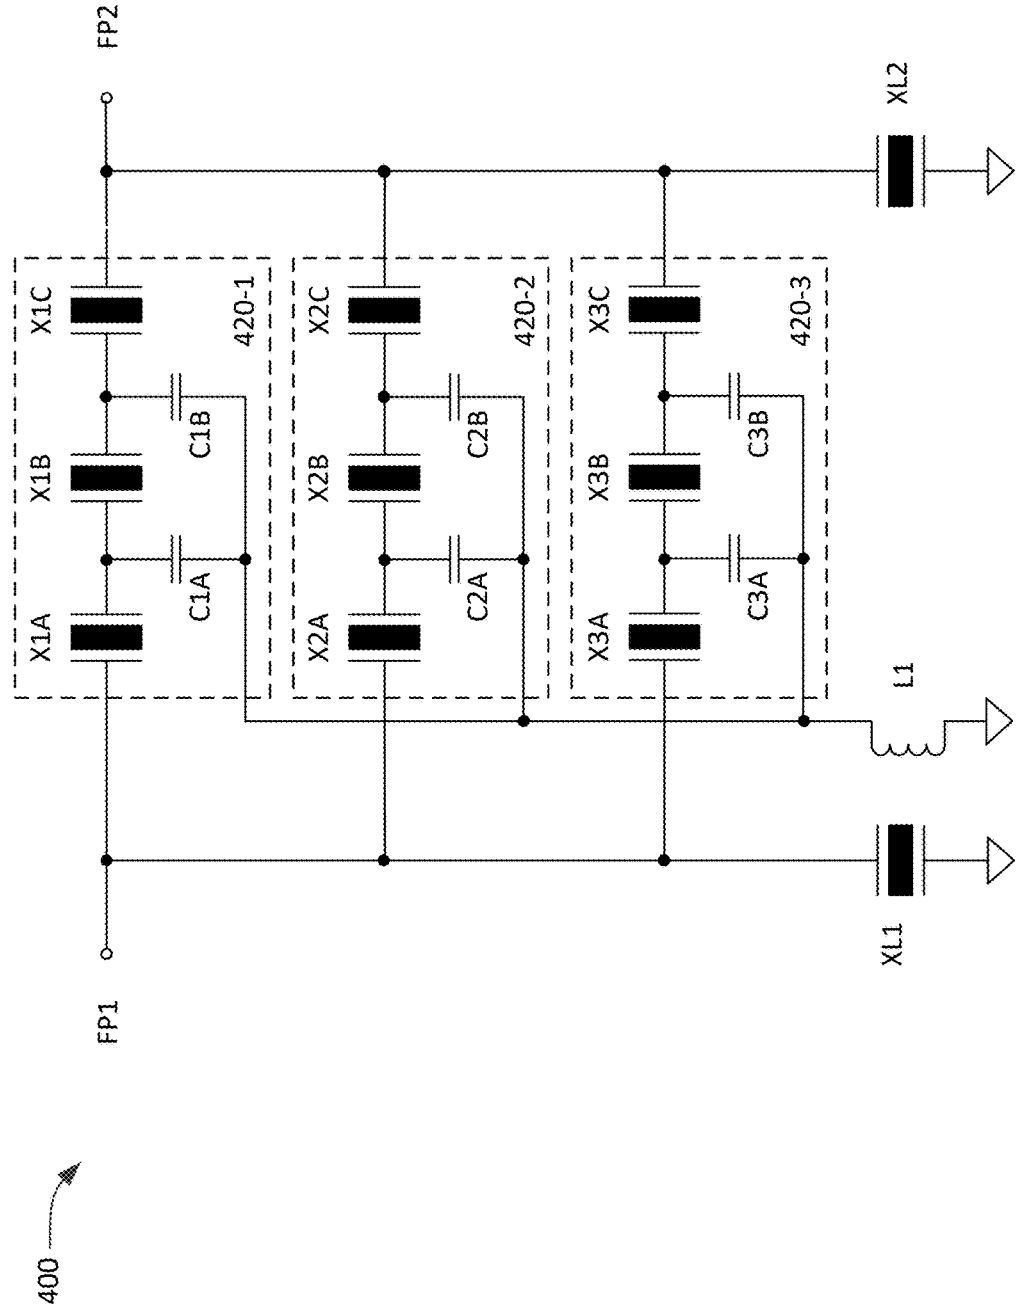 FP1
FP2
X1A
X1B
X1C
C1A
C1B
420-1
X2A
X2B
X2C
C2A
C2B
420-2
X3A
X3B
X3C
C3A
C3B
420-3
XL1
L1
XL2
400